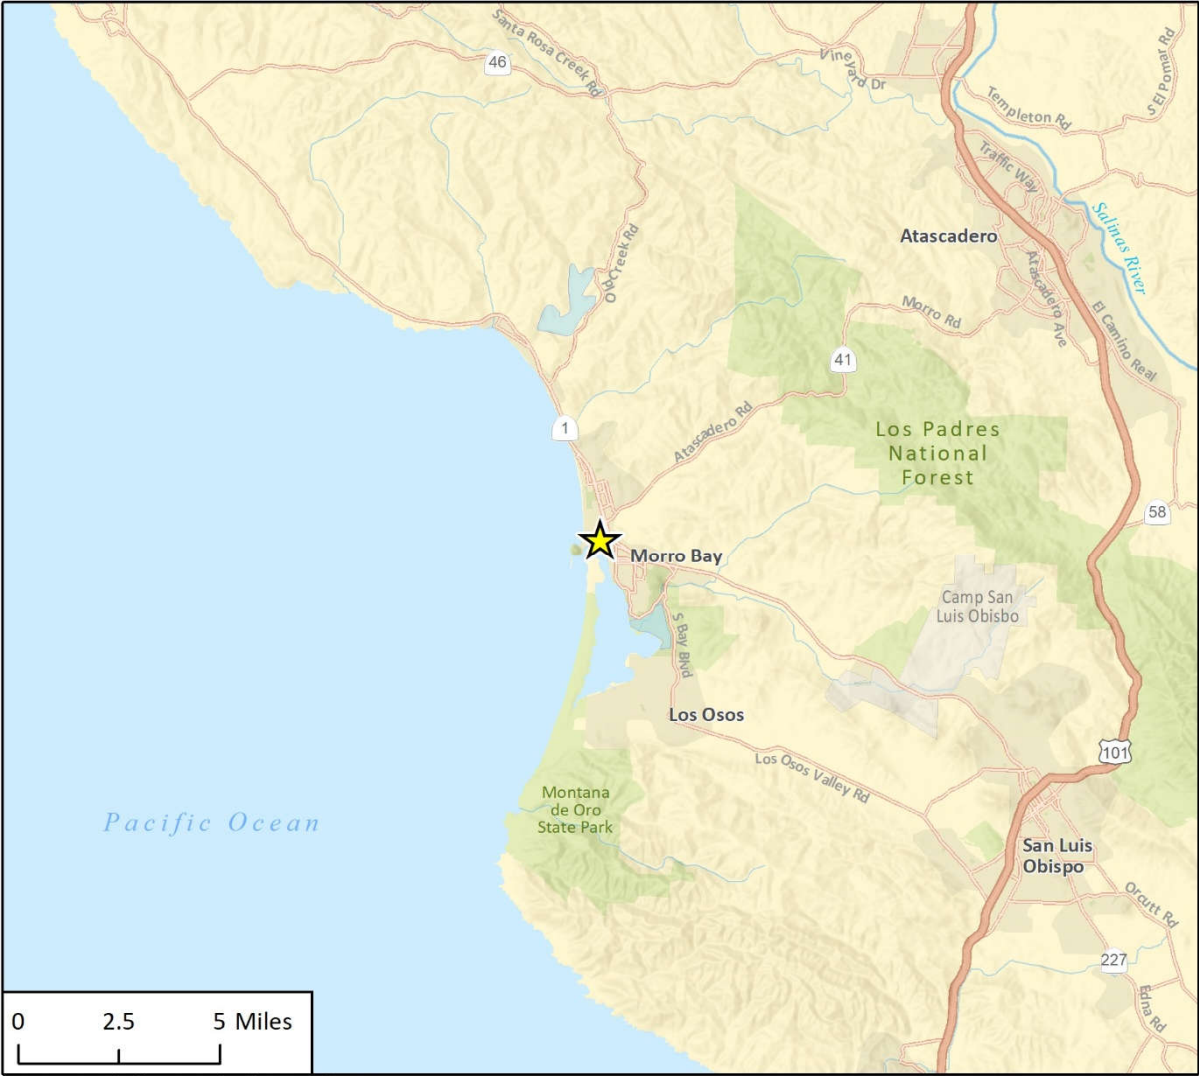 Santa Rosa Creek Rd
46
Vineyard Dr
S El Pomar Rd
Templeton Rd
Traffic Way
Salinas River
Atascadero
Old Creek Rd
Atascadero Ave
Morro Rd
El Camino Real
41
Atascadero Rd
1
Los Padres
National
Forest
58
Morro Bay
Camp San
Luis Obisbo
S Bay Blvd
Los Osos
101
Los Osos Valley Rd
Montana
de Oro
State Park
Pacific Ocean
San Luis
Obispo
Orcutt Rd
227
Edna Rd
0 2.5 5 Miles